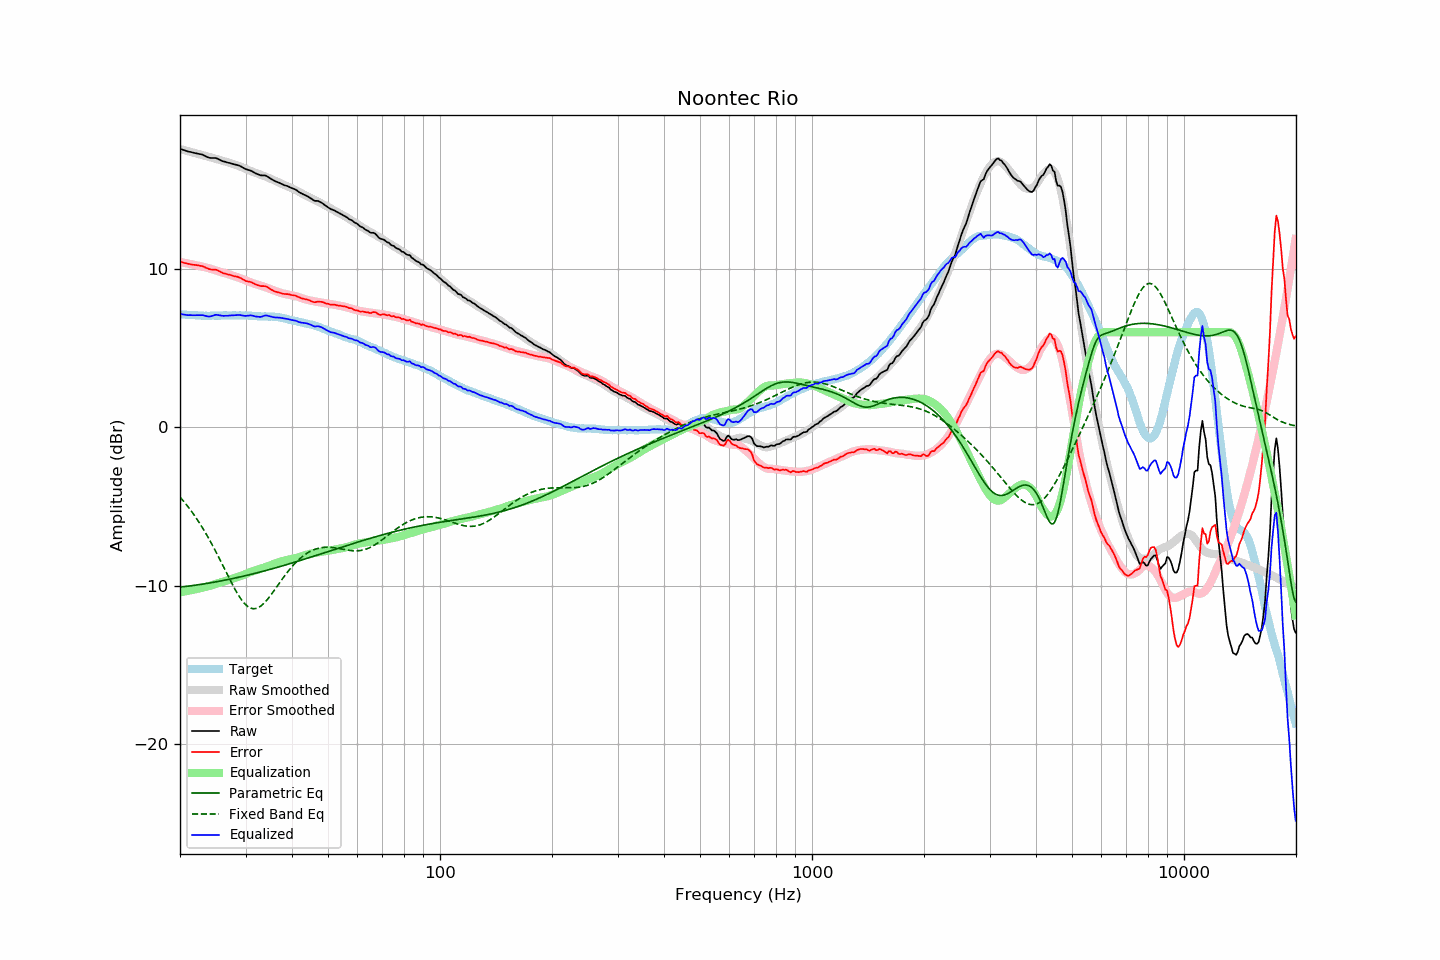 Noontec Rio
Amplitude (dBr)
10
0
−10
−20
Target
Raw Smoothed
Error Smoothed
Raw
Error
Equalization
Parametric Eq
Fixed Band Eq
Equalized
100
1000
10000
Frequency (Hz)